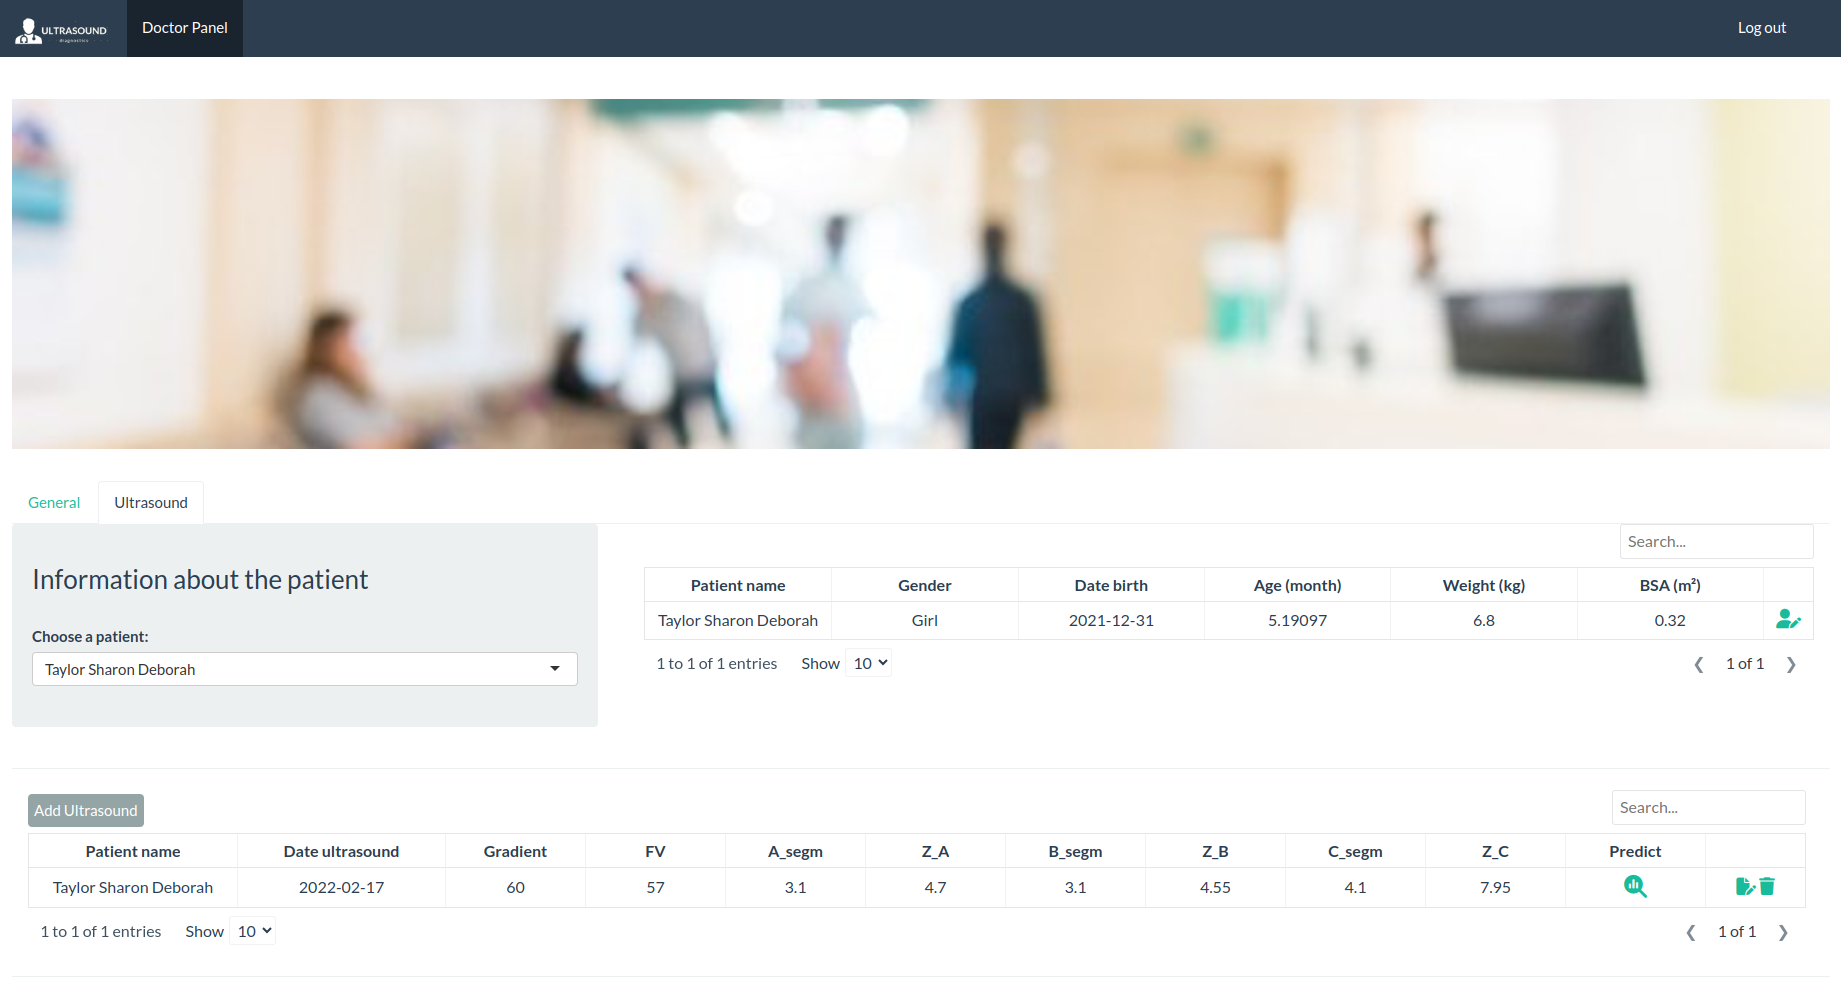 ULTRASOUND
diagnostics
Doctor Panel
Log out
General
Ultrasound
Information about the patient
Choose a patient:
Taylor Sharon Deborah
Search...
Patient name Gender Date birth Age (month) Weight (kg) BSA (m²)
Taylor Sharon Deborah Girl 2021-12-31 5.19097 6.8 0.32
1 to 1 of 1 entries Show 10 ❮ 1 of 1 ❯
Add Ultrasound
Search...
Patient name Date ultrasound Gradient FV A_segm Z_A B_segm Z_B C_segm Z_C Predict
Taylor Sharon Deborah 2022-02-17 60 57 3.1 4.7 3.1 4.55 4.1 7.95
1 to 1 of 1 entries Show 10 ❮ 1 of 1 ❯